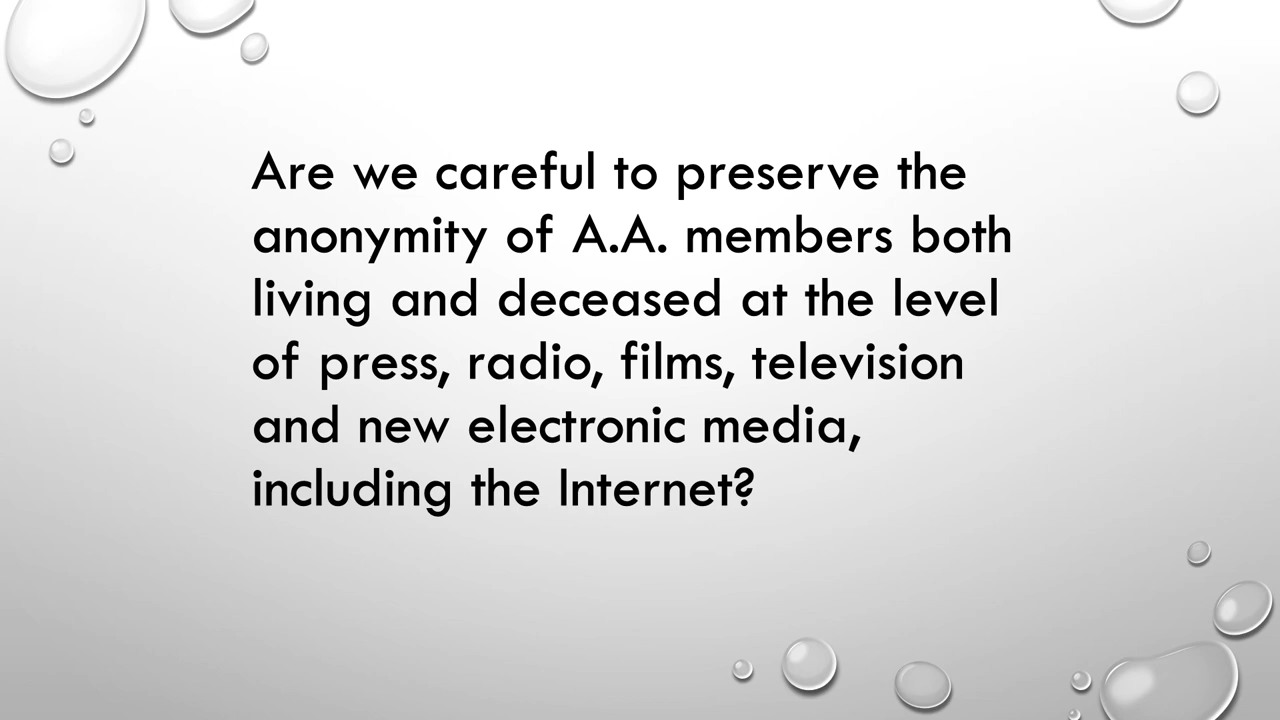 Are we careful to preserve the
anonymity of A.A. members both
living and deceased at the level
of press, radio, films, television
and new electronic media,
including the Internet?